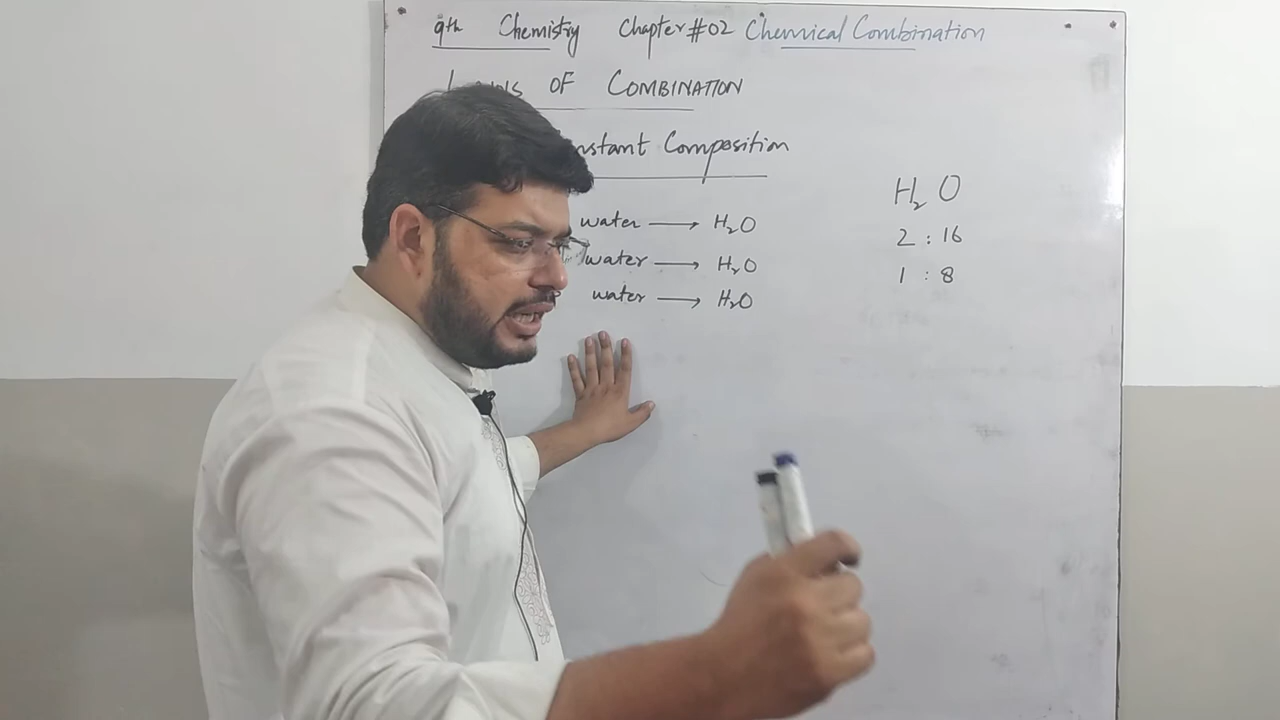 9th Chemistry Chapter #02 Chemical Combination
OF COMBINATION
Composition
water → H₂O
water → H₂O
water → H₂O
H₂O
2 : 16
1 : 8